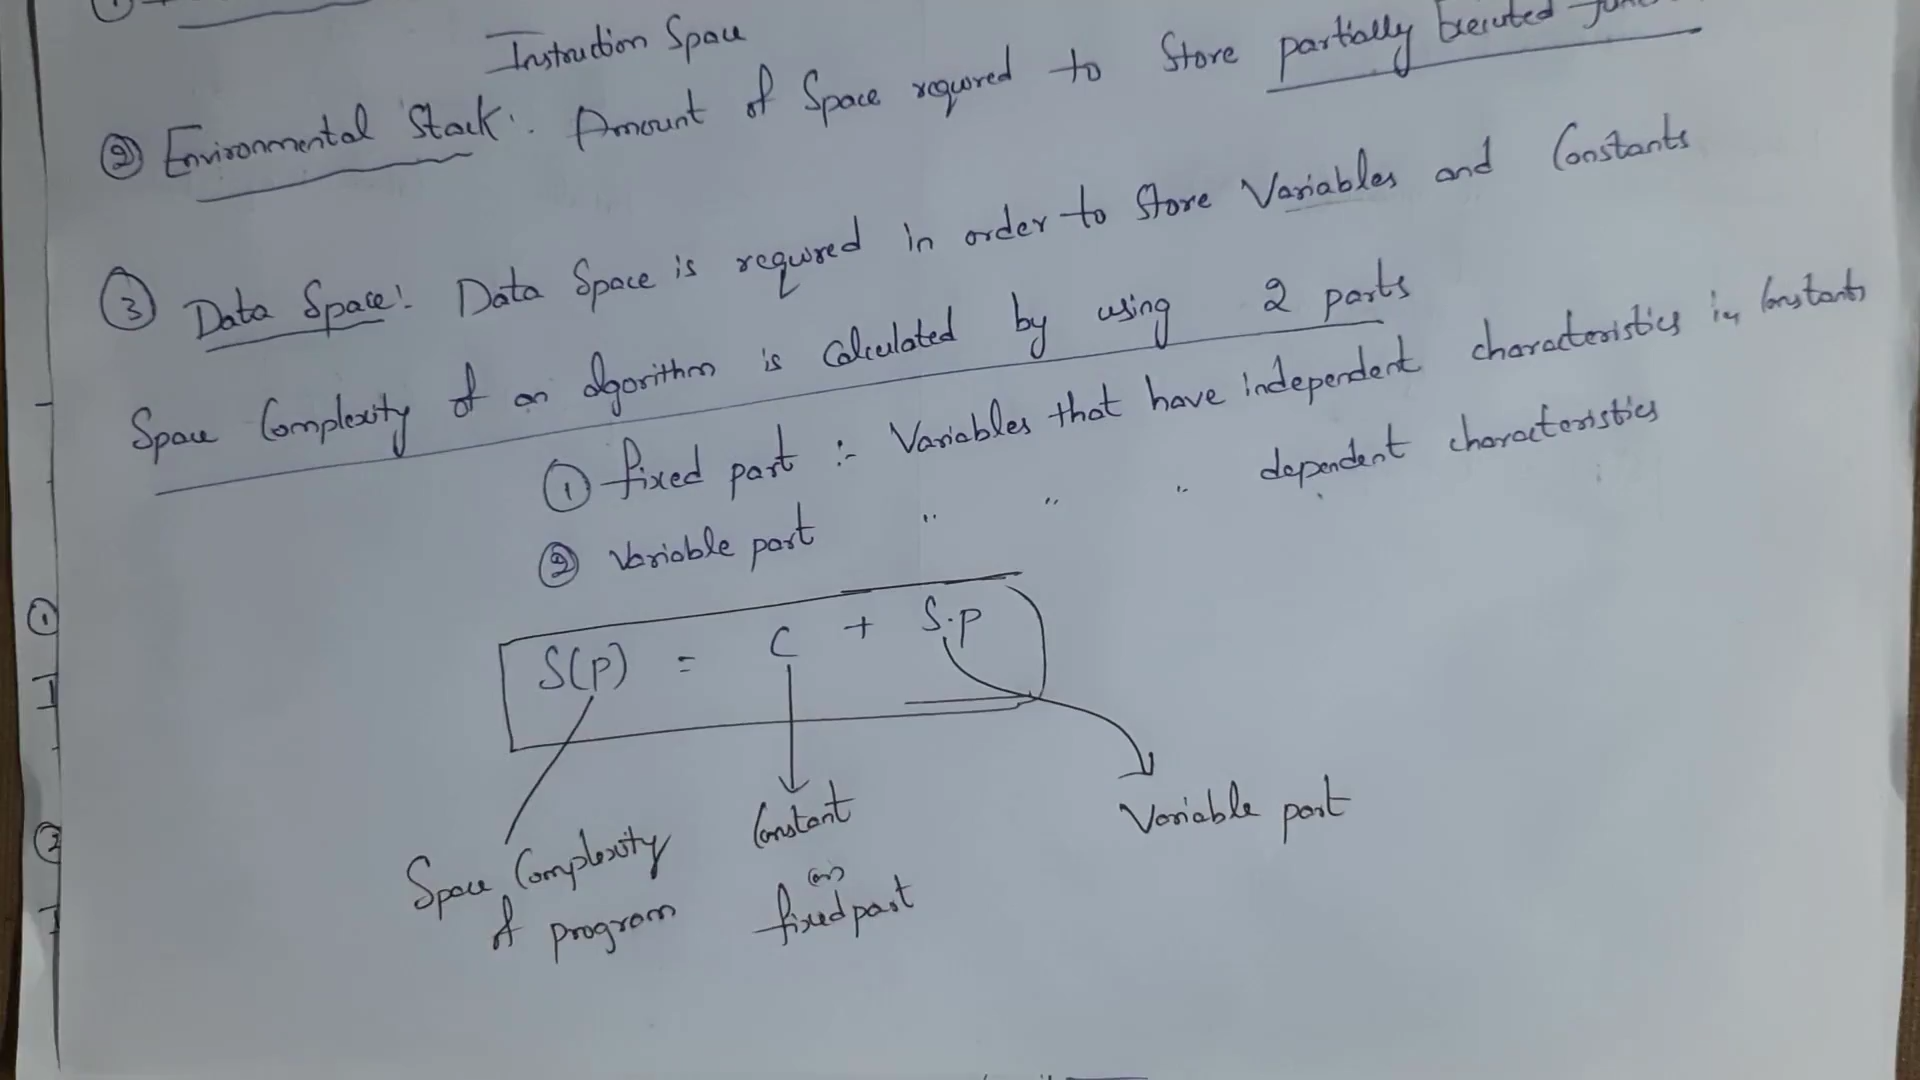 Instruction Space
② Environmental Stack:- Amount of Space required to Store partially Executed
③ Data Space:- Data Space is required in order to Store Variables and Constants
Space Complexity of an algorithm is Calculated by using 2 parts
① fixed part :- Variables that have independent characteristics in Constants
② Variable part " " " dependent characteristics
S(p) = C + S.p
Space Complexity of program
Constant (or) fixed part
Variable part
①
②